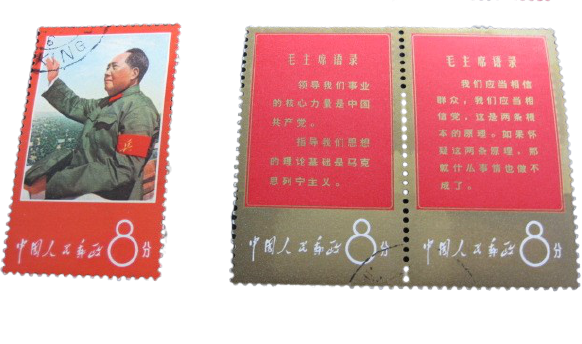 NG
中国人民邮政 8分
毛主席语录
领导我们事业
的核心力量是中国
共产党。
指导我们思想
的理论基础是马克
思列宁主义。
中国人民邮政 8分
毛主席语录
我们应当相信
群众，我们应当相
信党，这是两条根
本的原理。如果怀
疑这两条原理，那
就什么事情也做不
成了。
中国人民邮政 8分